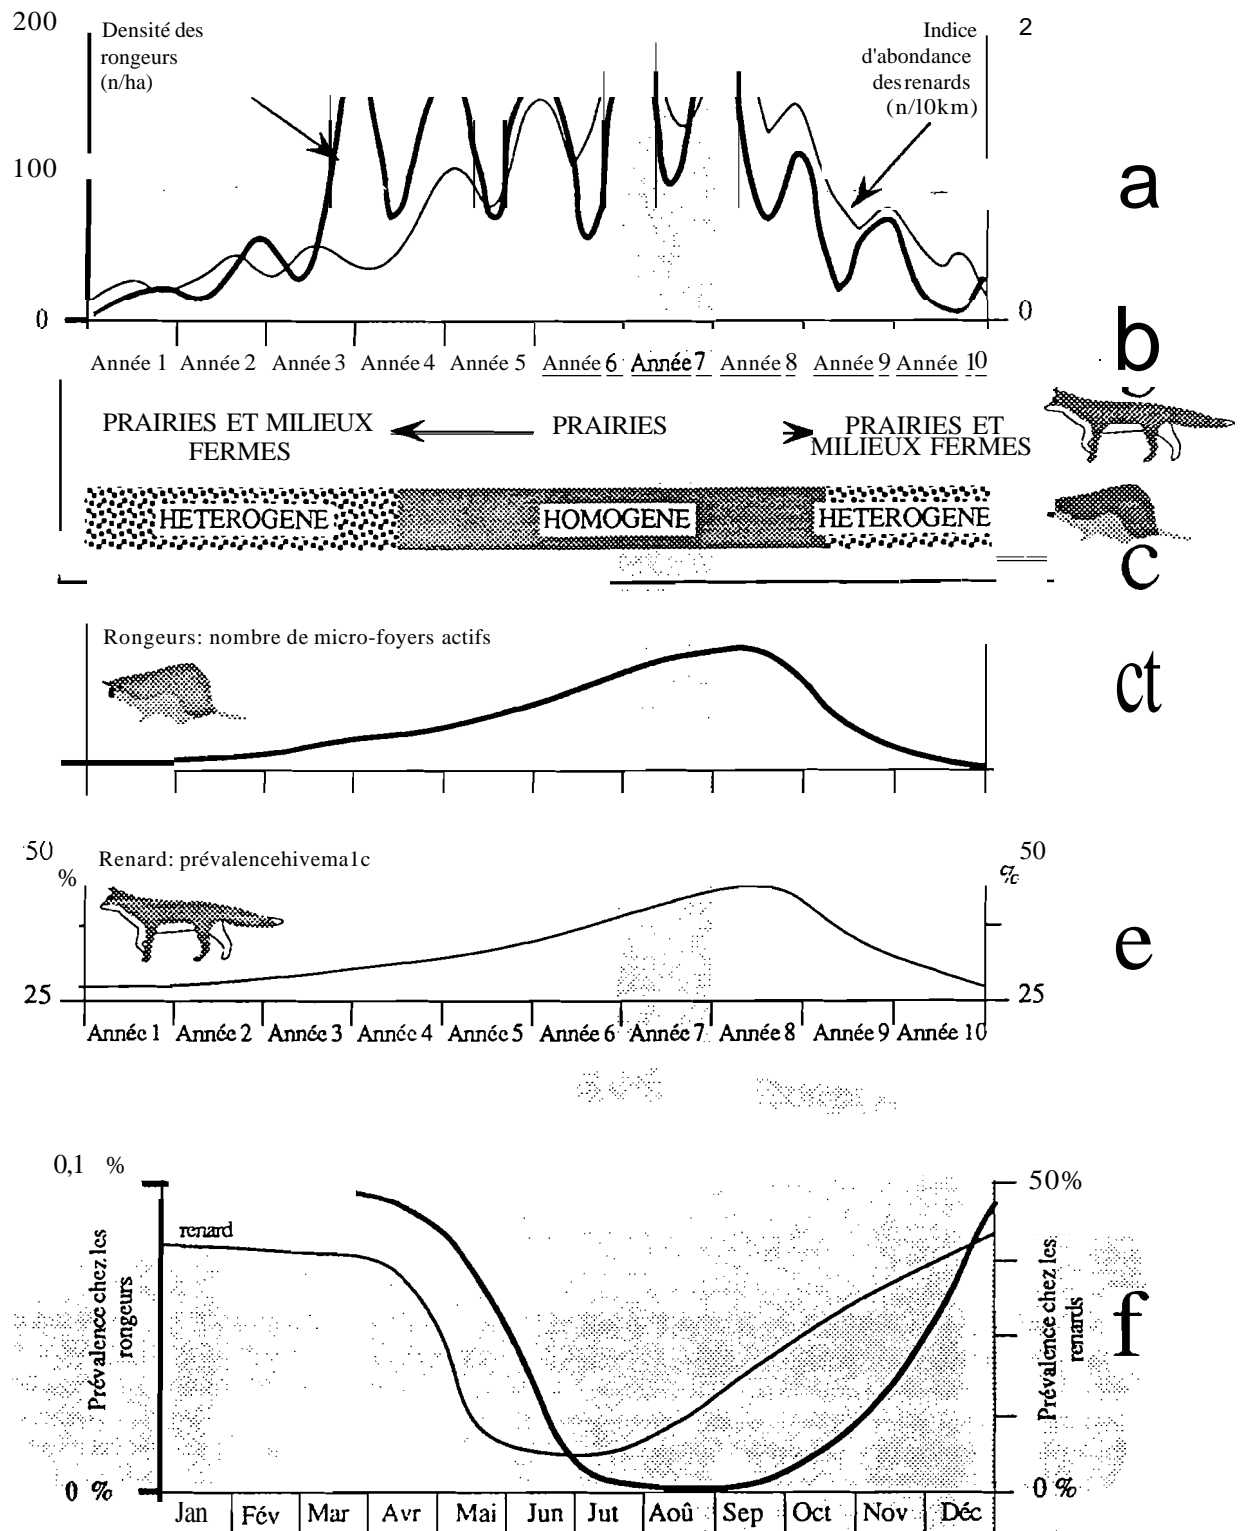 200
Densité des
rongeurs
(n/ha)
Indice
d'abondance
des renards
(n/10km)
2
100
a
0
0
b
Année 1 Année 2 Année 3 Année 4 Année 5 Année 6 Année 7 Année 8 Année 9 Année 10
PRAIRIES ET MILIEUX
FERMES
PRAIRIES
PRAIRIES ET
MILIEUX FERMES
HETEROGENE
HOMOGENE
HETEROGENE
c
Rongeurs: nombre de micro-foyers actifs
ct
50
%
Renard: prévalencehivema1c
50
%
e
25
25
Année 1 Année 2 Année 3 Année 4 Année 5 Année 6 Année 7 Année 8 Année 9 Année 10
0,1 %
50%
renard
Prévalence chez les
rongeurs
Prévalence chez les
renards
f
0 %
0 %
Jan Fév Mar Avr Mai Jun Jut Aoû Sep Oct Nov Déc